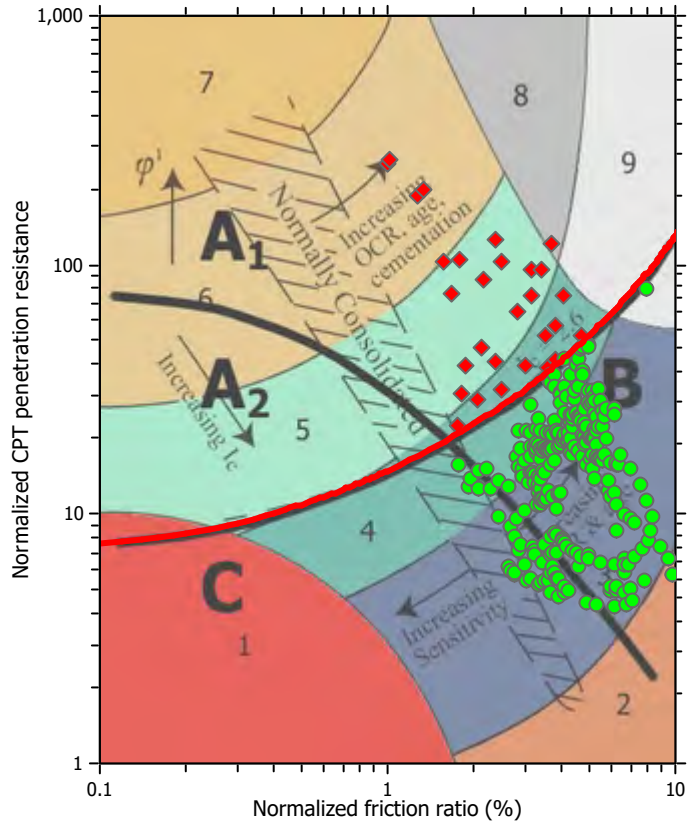 1,000
100
10
1
Normalized CPT penetration resistance
0.1
1
10
Normalized friction ratio (%)
7
8
9
φ'
A1
6
A2
5
4
C
1
B
2
Normally Consolidated
Increasing
OCR, age,
cementation
Increasing Ic
Increasing
Sensitivity